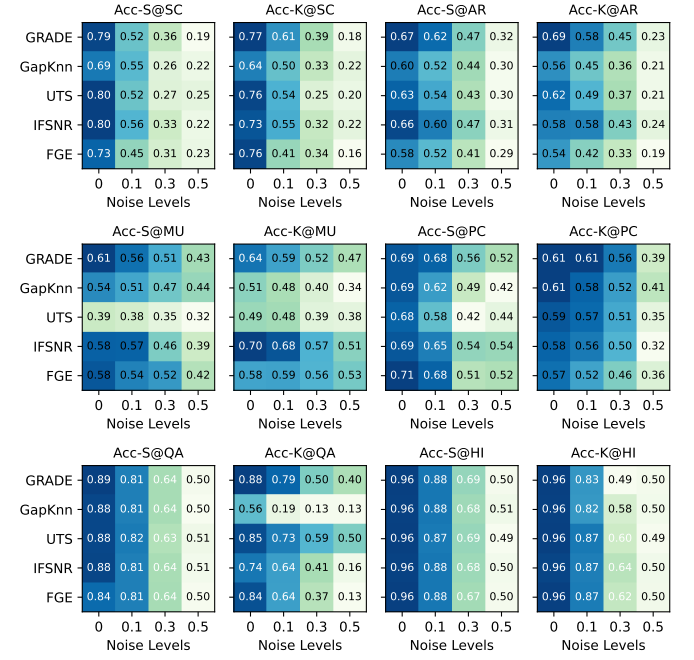 Acc-S@SC Acc-K@SC Acc-S@AR Acc-K@AR
GRADE 0.79 0.52 0.36 0.19 0.77 0.61 0.39 0.18 0.67 0.62 0.47 0.32 0.69 0.58 0.45 0.23
GapKnn 0.69 0.55 0.26 0.22 0.64 0.50 0.33 0.22 0.60 0.52 0.44 0.30 0.56 0.45 0.36 0.21
UTS 0.80 0.52 0.27 0.25 0.76 0.54 0.25 0.20 0.63 0.54 0.43 0.30 0.62 0.49 0.37 0.21
IFSNR 0.80 0.56 0.33 0.22 0.73 0.55 0.32 0.22 0.66 0.60 0.47 0.31 0.58 0.58 0.43 0.24
FGE 0.73 0.45 0.31 0.23 0.76 0.41 0.34 0.16 0.58 0.52 0.41 0.29 0.54 0.42 0.33 0.19
0 0.1 0.3 0.5 0 0.1 0.3 0.5 0 0.1 0.3 0.5 0 0.1 0.3 0.5
Noise Levels Noise Levels Noise Levels Noise Levels
Acc-S@MU Acc-K@MU Acc-S@PC Acc-K@PC
GRADE 0.61 0.56 0.51 0.43 0.64 0.59 0.52 0.47 0.69 0.68 0.56 0.52 0.61 0.61 0.56 0.39
GapKnn 0.54 0.51 0.47 0.44 0.51 0.48 0.40 0.34 0.69 0.62 0.49 0.42 0.61 0.58 0.52 0.41
UTS 0.39 0.38 0.35 0.32 0.49 0.48 0.39 0.38 0.68 0.58 0.42 0.44 0.59 0.57 0.51 0.35
IFSNR 0.58 0.57 0.46 0.39 0.70 0.68 0.57 0.51 0.69 0.65 0.54 0.54 0.58 0.56 0.50 0.32
FGE 0.58 0.54 0.52 0.42 0.58 0.59 0.56 0.53 0.71 0.68 0.51 0.52 0.57 0.52 0.46 0.36
0 0.1 0.3 0.5 0 0.1 0.3 0.5 0 0.1 0.3 0.5 0 0.1 0.3 0.5
Noise Levels Noise Levels Noise Levels Noise Levels
Acc-S@QA Acc-K@QA Acc-S@HI Acc-K@HI
GRADE 0.89 0.81 0.64 0.50 0.88 0.79 0.50 0.40 0.96 0.88 0.69 0.50 0.96 0.83 0.49 0.50
GapKnn 0.88 0.81 0.64 0.50 0.56 0.19 0.13 0.13 0.96 0.88 0.68 0.51 0.96 0.82 0.58 0.50
UTS 0.88 0.82 0.63 0.51 0.85 0.73 0.59 0.50 0.96 0.87 0.69 0.49 0.96 0.87 0.60 0.49
IFSNR 0.88 0.81 0.64 0.51 0.74 0.64 0.41 0.16 0.96 0.88 0.68 0.50 0.96 0.87 0.64 0.50
FGE 0.84 0.81 0.64 0.50 0.84 0.64 0.37 0.13 0.96 0.88 0.67 0.50 0.96 0.87 0.62 0.50
0 0.1 0.3 0.5 0 0.1 0.3 0.5 0 0.1 0.3 0.5 0 0.1 0.3 0.5
Noise Levels Noise Levels Noise Levels Noise Levels